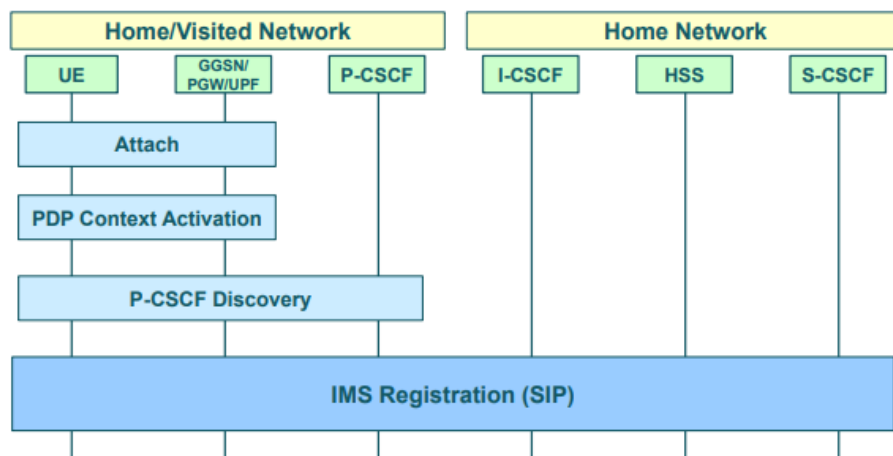 Home/Visited Network
Home Network
UE
GGSN/
PGW/UPF
P-CSCF
I-CSCF
HSS
S-CSCF
Attach
PDP Context Activation
P-CSCF Discovery
IMS Registration (SIP)